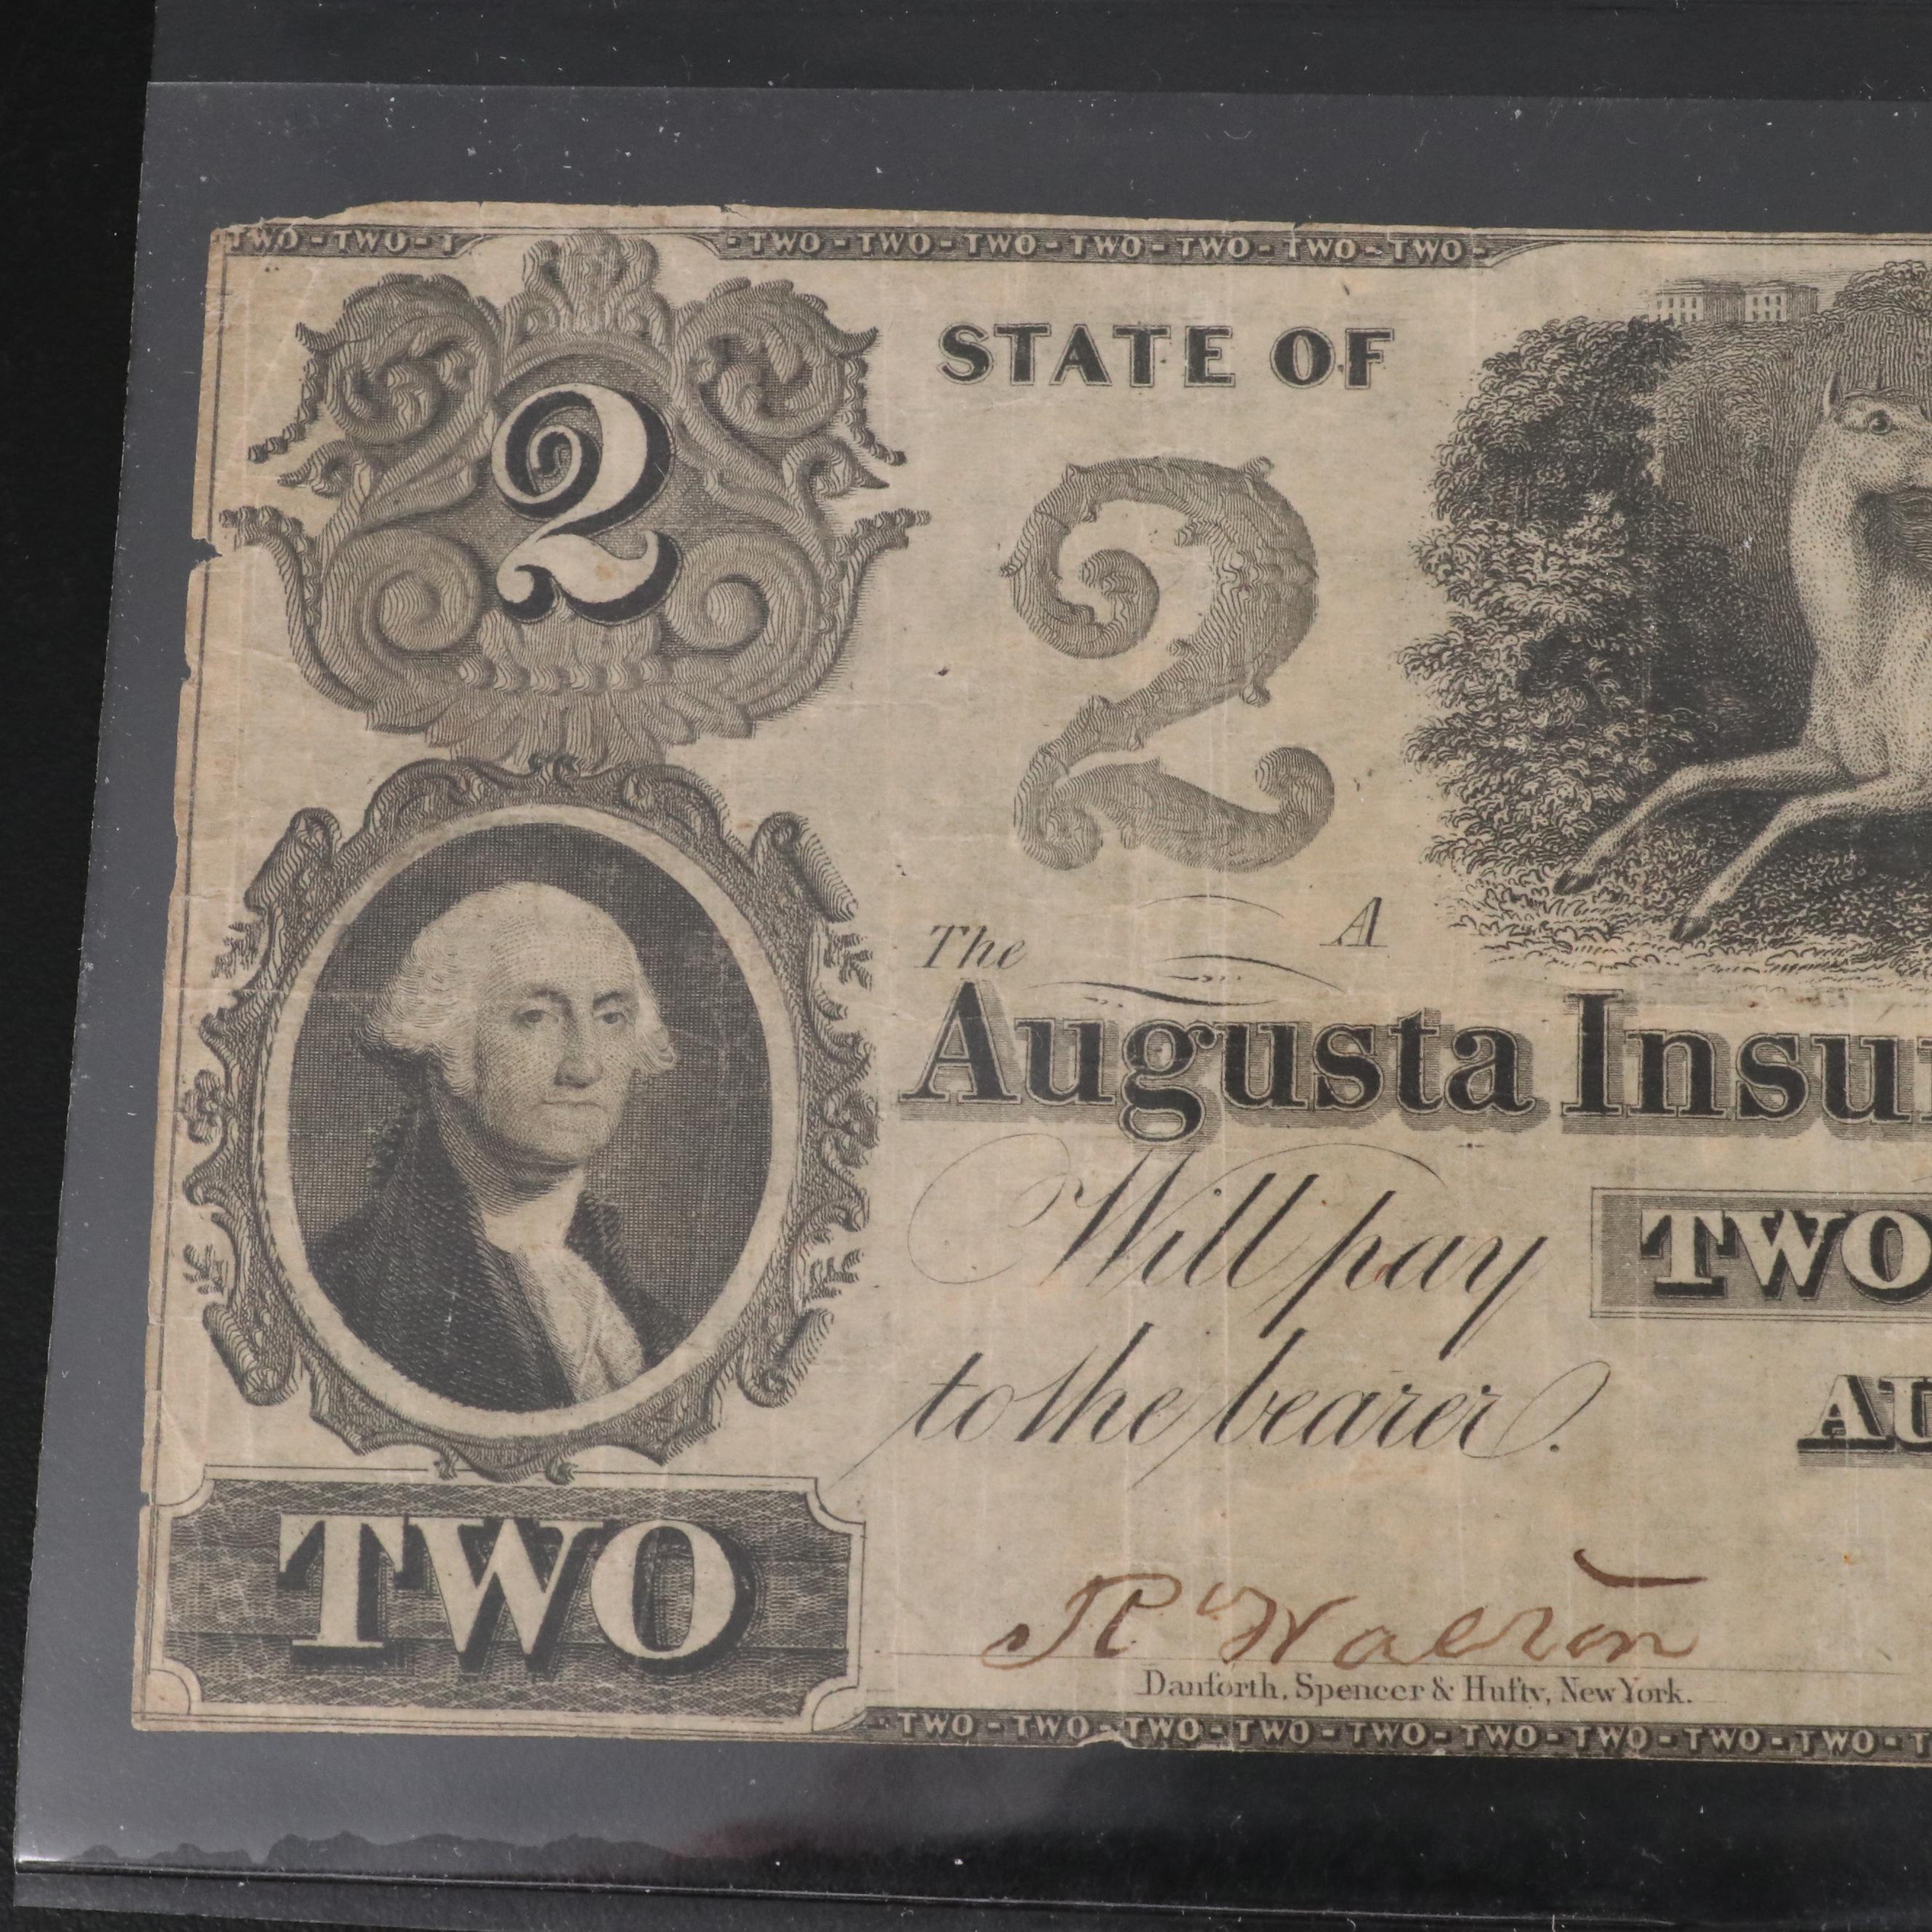 TWO - TWO - T
- TWO - TWO - TWO - TWO - TWO - TWO - TWO -
2
STATE OF
2
The A
Augusta Insu
Will pay TWO
to the bearer. AU
TWO
Walton
Danforth, Spencer & Hufty, New York.
- TWO - TWO - TWO - TWO - TWO - TWO - TWO - TWO - TWO - T